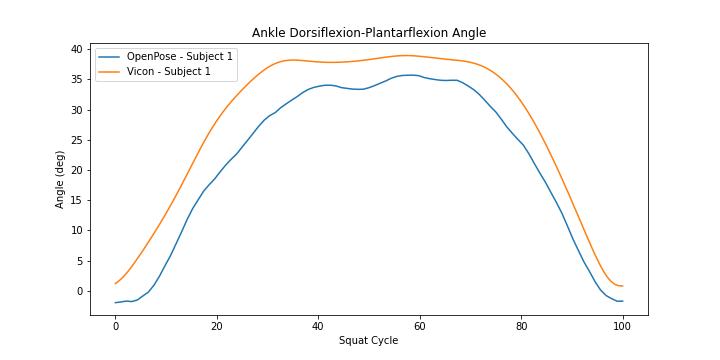 Ankle Dorsiflexion-Plantarflexion Angle
OpenPose - Subject 1
Vicon - Subject 1
Angle (deg)
40
35
30
25
20
15
10
5
0
0 20 40 60 80 100
Squat Cycle